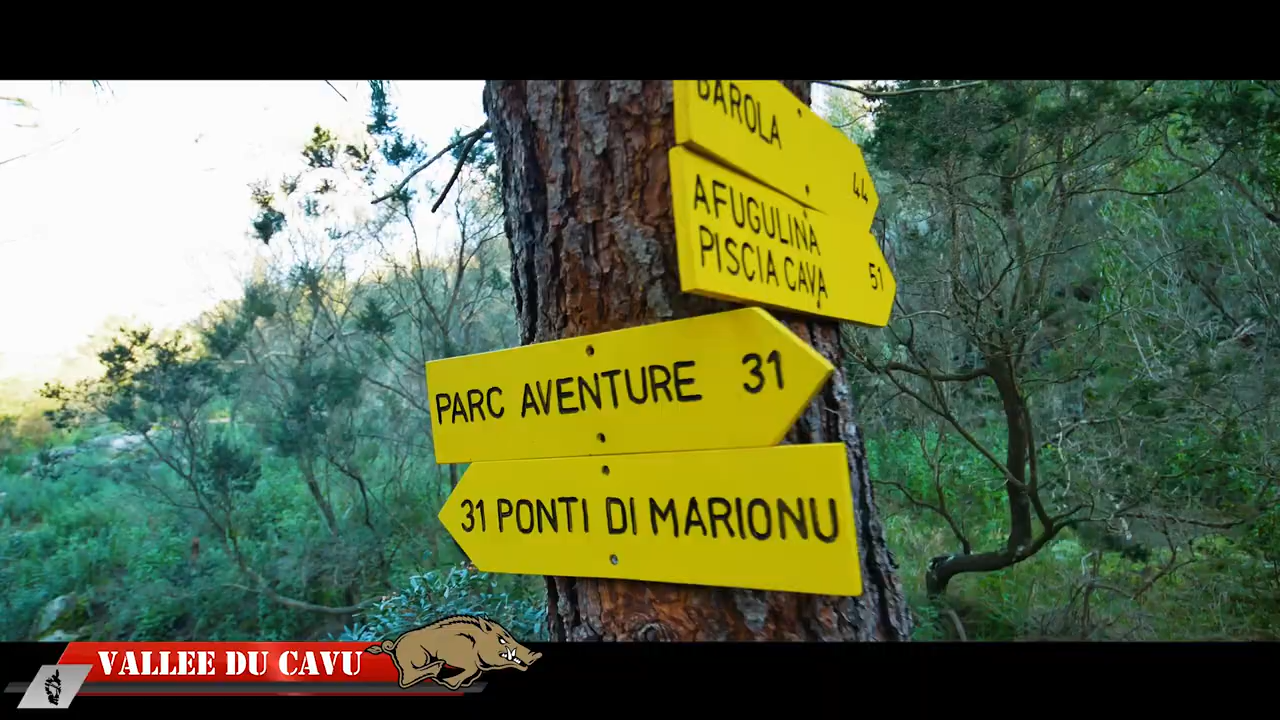 BAROLA 44
AFUGULINA
PISCIA CAVA 51
PARC AVENTURE 31
31 PONTI DI MARIONU
VALLEE DU CAVU